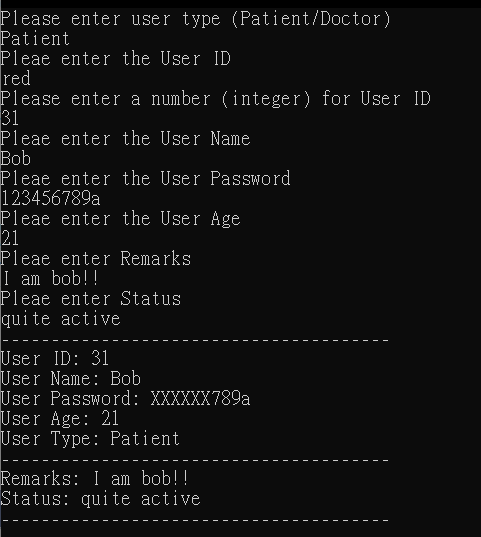 Please enter user type (Patient/Doctor)
Patient
Pleae enter the User ID
red
Please enter a number (integer) for User ID
31
Pleae enter the User Name
Bob
Pleae enter the User Password
123456789a
Pleae enter the User Age
21
Pleae enter Remarks
I am bob!!
Pleae enter Status
quite active
---------------------------------------
User ID: 31
User Name: Bob
User Password: XXXXXX789a
User Age: 21
User Type: Patient
---------------------------------------
Remarks: I am bob!!
Status: quite active
---------------------------------------